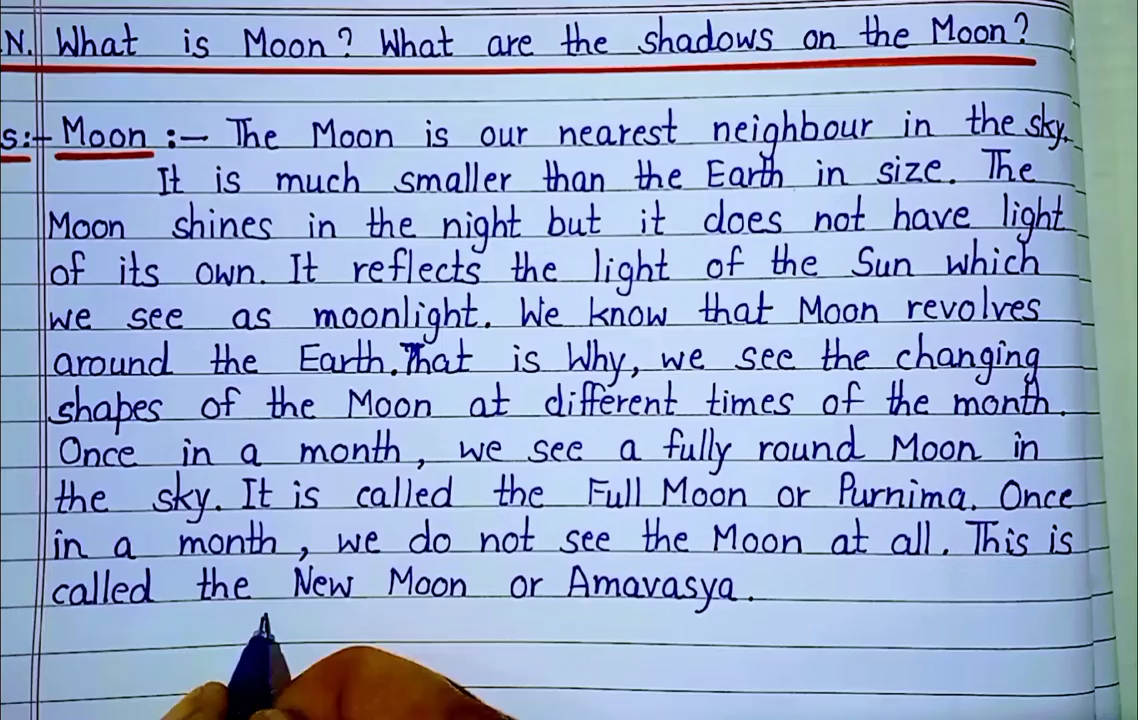 N. What is Moon? What are the shadows on the Moon?
s:- Moon :- The Moon is our nearest neighbour in the sky.
It is much smaller than the Earth in size. The
Moon shines in the night but it does not have light
of its own. It reflects the light of the Sun which
we see as moonlight. We know that Moon revolves
around the Earth. That is Why, we see the changing
shapes of the Moon at different times of the month.
Once in a month, we see a fully round Moon in
the sky. It is called the Full Moon or Purnima. Once
in a month, we do not see the Moon at all. This is
called the New Moon or Amavasya.